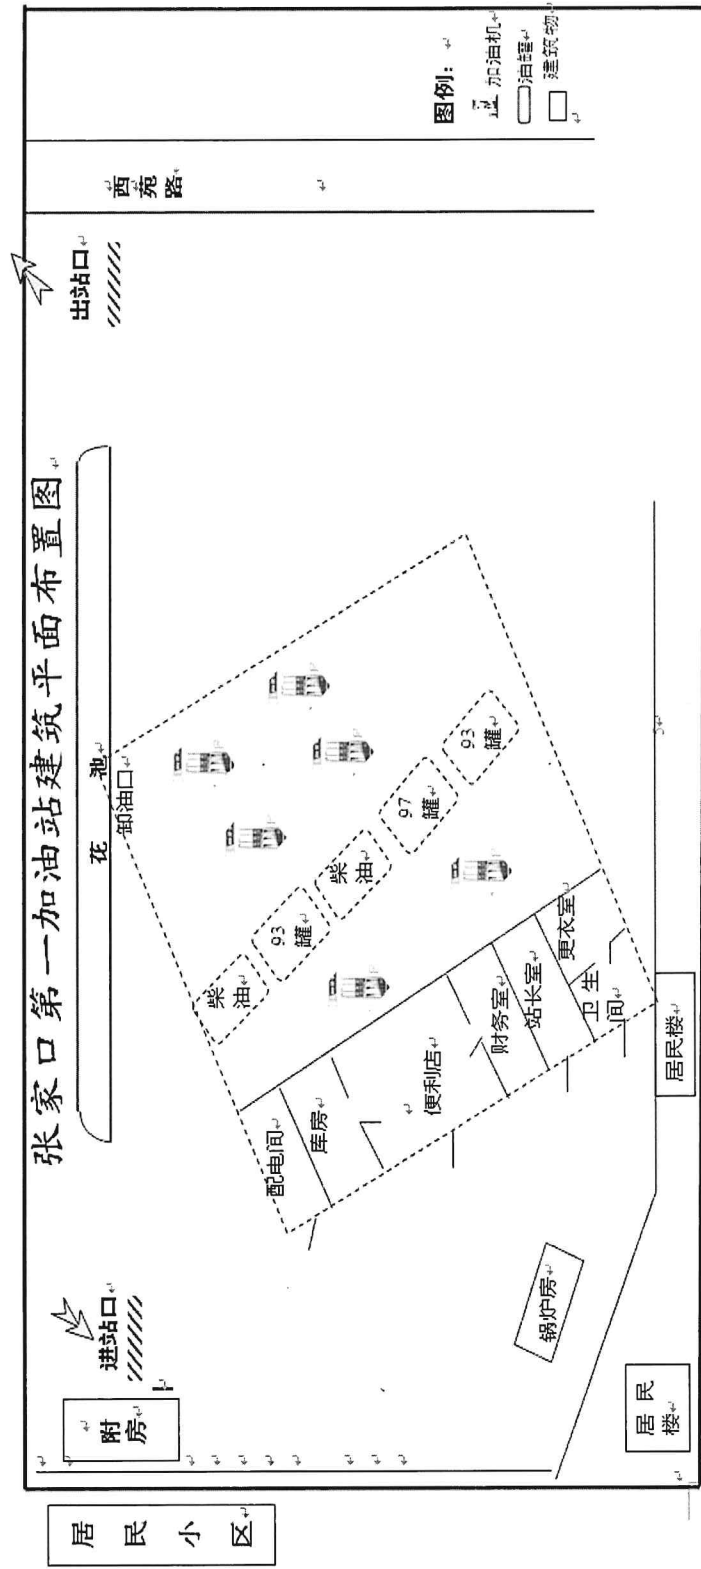 张家口第一加油站建筑平面布置图
居民小区
附房
进站口
花池
卸油口
出站口
西苑路
图例：
加油机
油罐
建筑物
柴油
93罐
柴油
97罐
93罐
配电间
库房
便利店
财务室
站长室
更衣室
卫生间
锅炉房
居民楼
居民楼